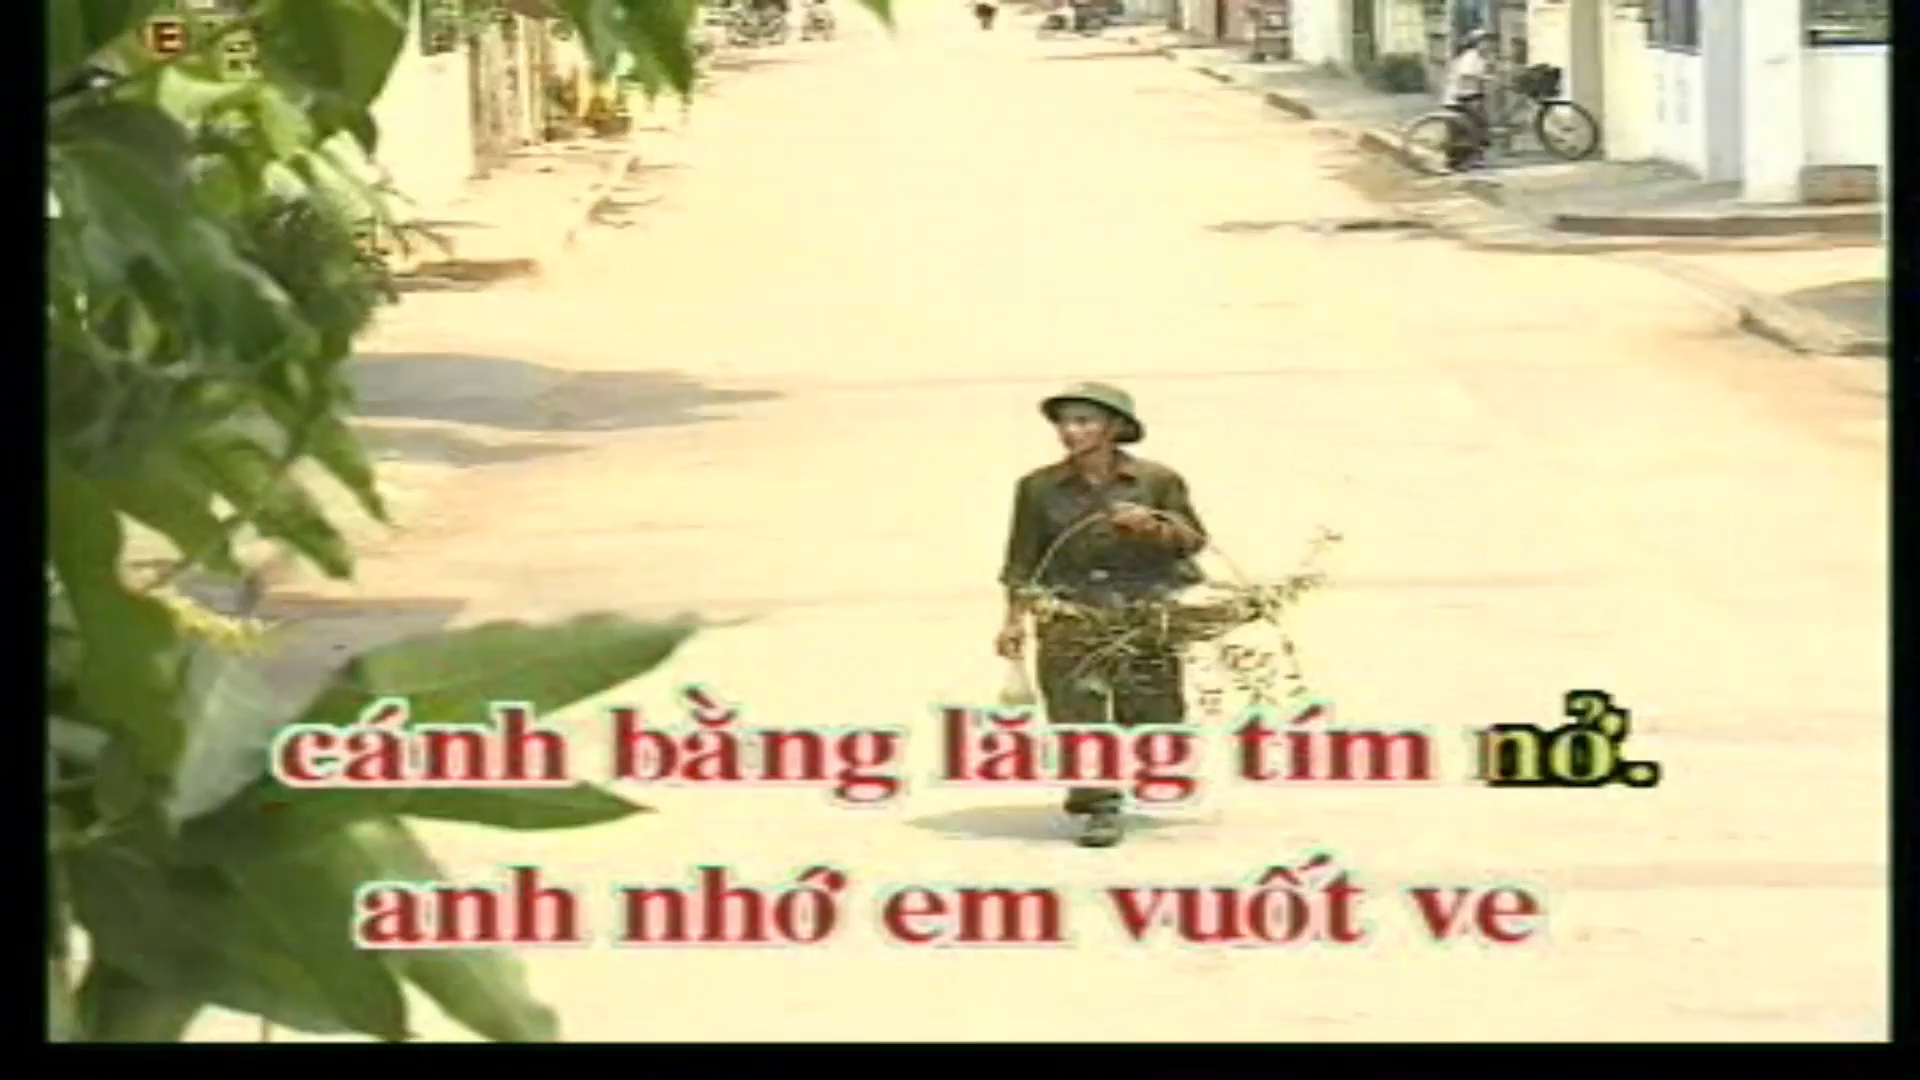 cánh bằng lăng tím nở.
anh nhớ em vuốt ve